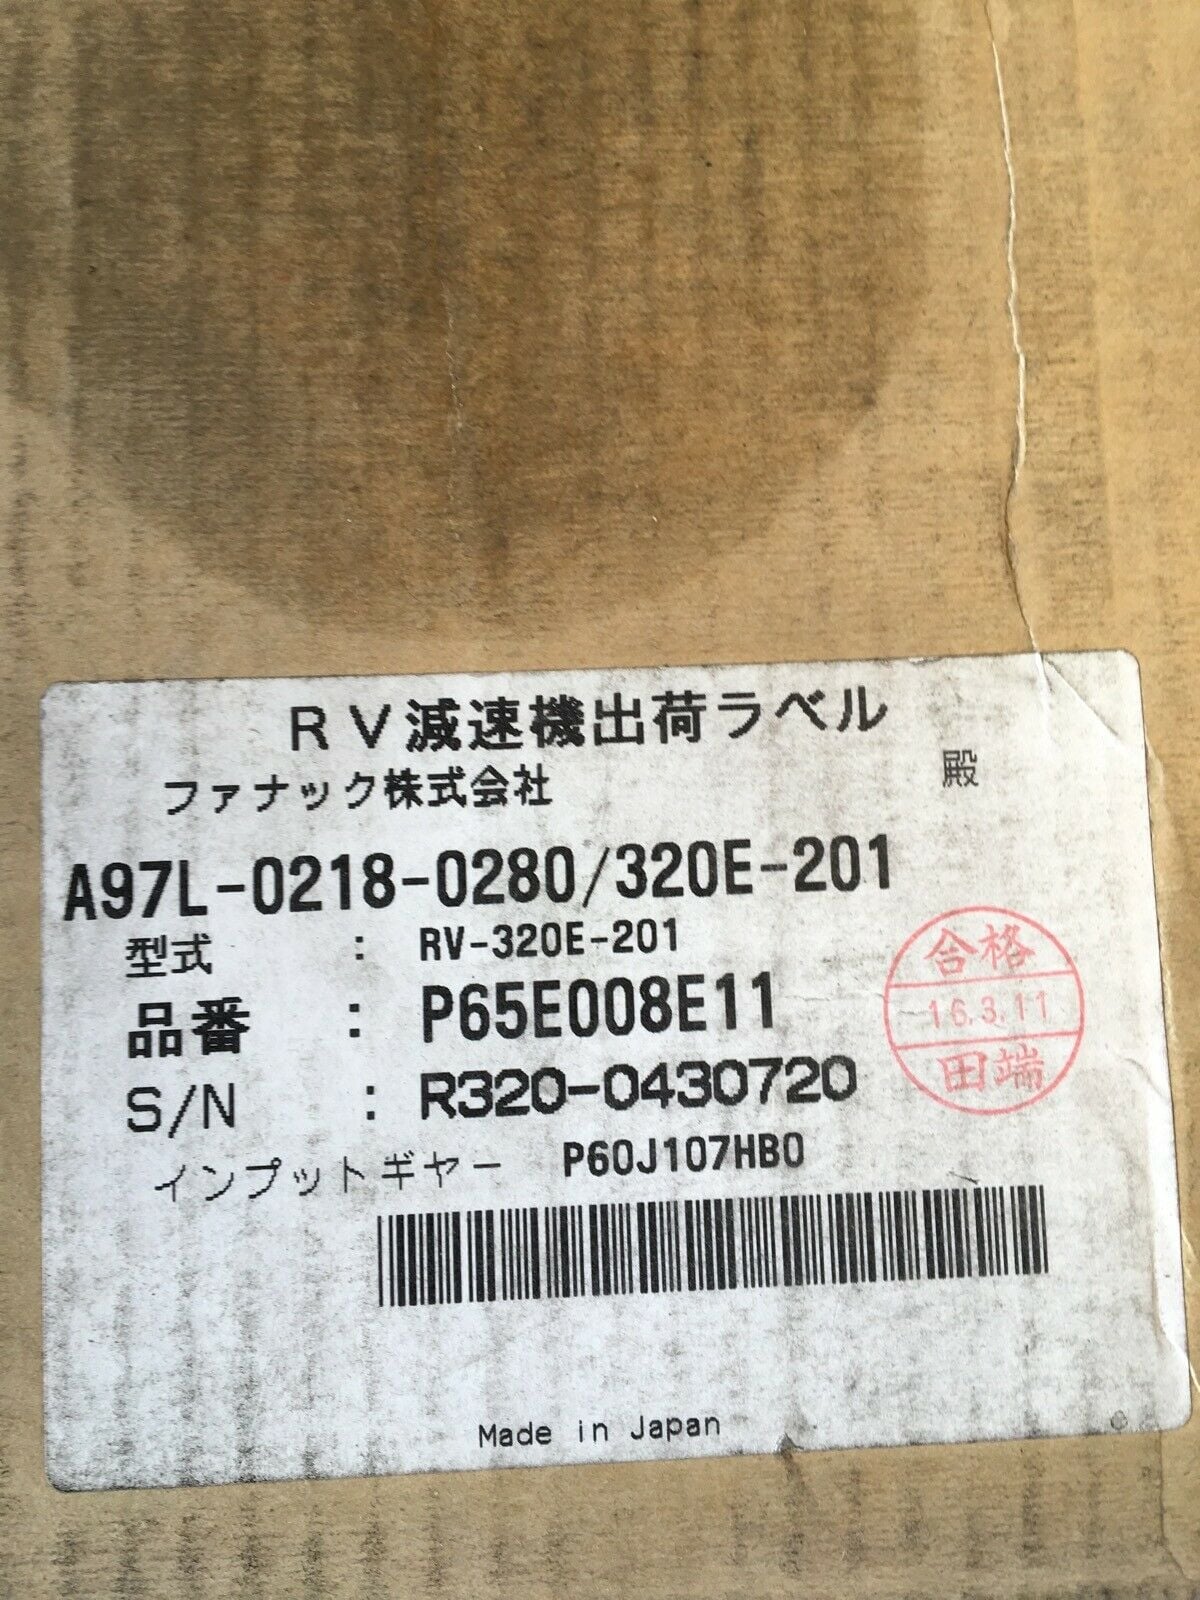 RV減速機出荷ラベル
ファナック株式会社 殿
A97L-0218-0280/320E-201
型式 : RV-320E-201
品番 : P65E008E11
S/N : R320-0430720
インプットギヤー P60J107HB0
合格
16.3.11
田端
Made in Japan